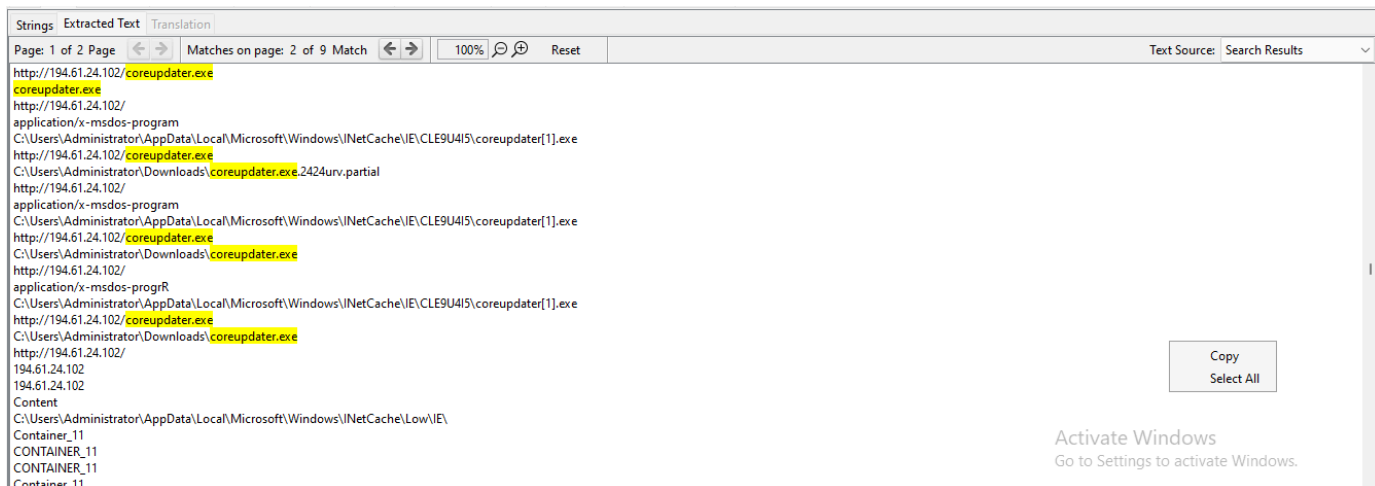 Strings Extracted Text Translation
Page: 1 of 2 Page Matches on page: 2 of 9 Match 100% Reset Text Source: Search Results
http://194.61.24.102/coreupdater.exe
coreupdater.exe
http://194.61.24.102/
application/x-msdos-program
C:\Users\Administrator\AppData\Local\Microsoft\Windows\INetCache\IE\CLE9U4I5\coreupdater[1].exe
http://194.61.24.102/coreupdater.exe
C:\Users\Administrator\Downloads\coreupdater.exe.2424urv.partial
http://194.61.24.102/
application/x-msdos-program
C:\Users\Administrator\AppData\Local\Microsoft\Windows\INetCache\IE\CLE9U4I5\coreupdater[1].exe
http://194.61.24.102/coreupdater.exe
C:\Users\Administrator\Downloads\coreupdater.exe
http://194.61.24.102/
application/x-msdos-progrR
C:\Users\Administrator\AppData\Local\Microsoft\Windows\INetCache\IE\CLE9U4I5\coreupdater[1].exe
http://194.61.24.102/coreupdater.exe
C:\Users\Administrator\Downloads\coreupdater.exe
http://194.61.24.102/
194.61.24.102
194.61.24.102
Content
C:\Users\Administrator\AppData\Local\Microsoft\Windows\INetCache\Low\IE\
Container_11
CONTAINER_11
CONTAINER_11
Container_11
Copy
Select All
Activate Windows
Go to Settings to activate Windows.